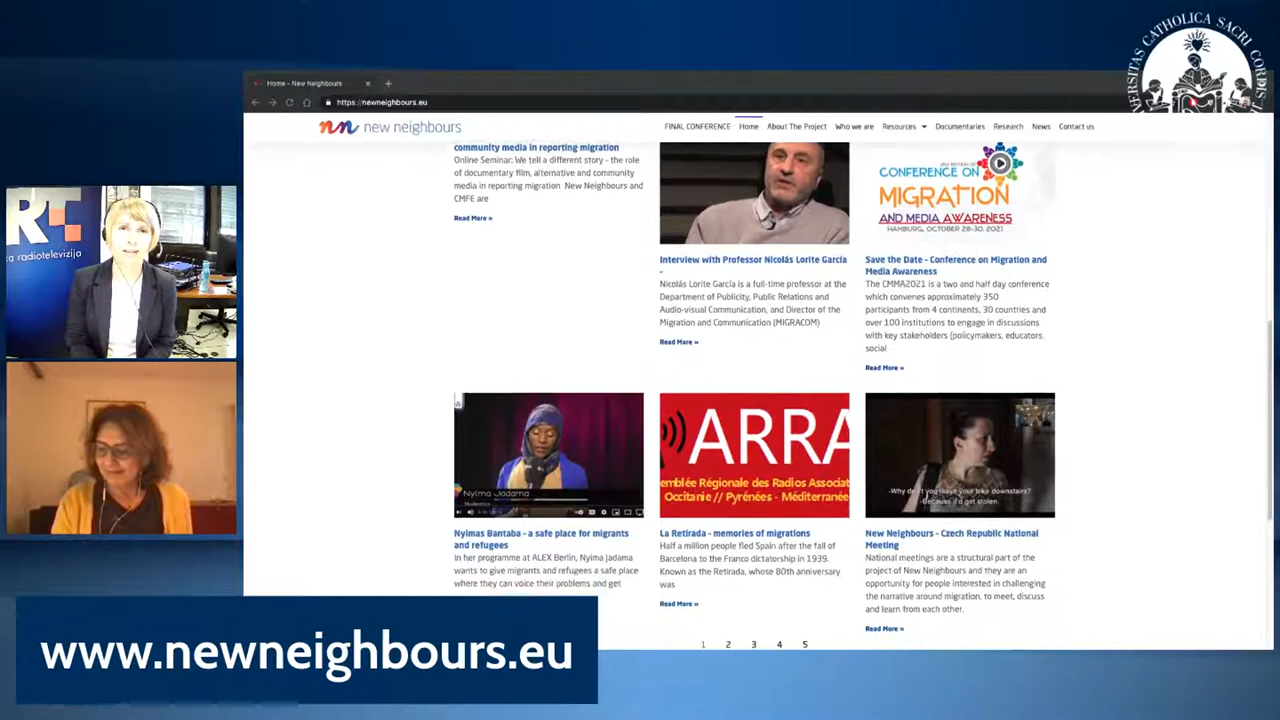 UNIVERSITAS CATHOLICA SACRI CORDIS
Home - New Neighbours
https://newneighbours.eu
nn new neighbours
FINAL CONFERENCE Home About The Project Who we are Resources Documentaries Research News Contact us
community media in reporting migration
Online Seminar: We tell a different story – the role
of documentary film, alternative and community
media in reporting migration New Neighbours and
CMFE are
Read More »
Interview with Professor Nicolás Lorite García
-
Nicolás Lorite García is a full-time professor at the
Department of Publicity, Public Relations and
Audio-visual Communication, and Director of the
Migration and Communication (MIGRACOM)
Read More »
CONFERENCE ON
MIGRATION
AND MEDIA AWARENESS
HAMBURG, OCTOBER 28-30, 2021
Save the Date – Conference on Migration and
Media Awareness
The CMMA2021 is a two and half day conference
which convenes approximately 350
participants from 4 continents, 30 countries and
over 100 institutions to engage in discussions
with key stakeholders (policymakers, educators,
social
Read More »
RT
a radiotelevizija
Nyima Jadama
Nyimas Bantaba – a safe place for migrants
and refugees
In her programme at ALEX Berlin, Nyima Jadama
wants to give migrants and refugees a safe place
where they can voice their problems and get
ARRA
emblée Régionale des Radios Associat
Occitanie // Pyrénées - Méditerranée
La Retirada – memories of migrations
Half a million people fled Spain after the fall of
Barcelona to the Franco dictatorship in 1939.
Known as the Retirada, whose 80th anniversary
was
Read More »
-Why don't you leave your bike downstairs?
-Because it'd get stolen.
New Neighbours – Czech Republic National
Meeting
National meetings are a structural part of the
project of New Neighbours and they are an
opportunity for people interested in challenging
the narrative around migration, to meet, discuss
and learn from each other.
Read More »
1 2 3 4 5
www.newneighbours.eu